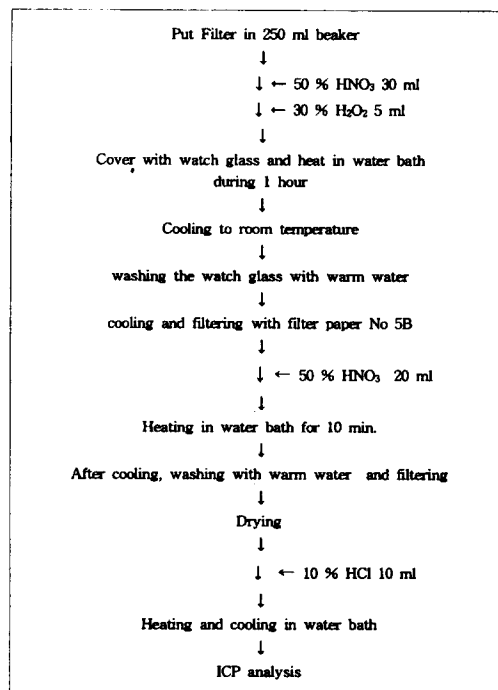 Put Filter in 250 ml beaker
↓
↓ ← 50 % HNO₃ 30 ml
↓ ← 30 % H₂O₂ 5 ml
↓
Cover with watch glass and heat in water bath
during 1 hour
↓
Cooling to room temperature
↓
washing the watch glass with warm water
↓
cooling and filtering with filter paper No 5B
↓
↓ ← 50 % HNO₃ 20 ml
↓
Heating in water bath for 10 min.
↓
After cooling, washing with warm water and filtering
↓
Drying
↓
↓ ← 10 % HCl 10 ml
↓
Heating and cooling in water bath
↓
ICP analysis